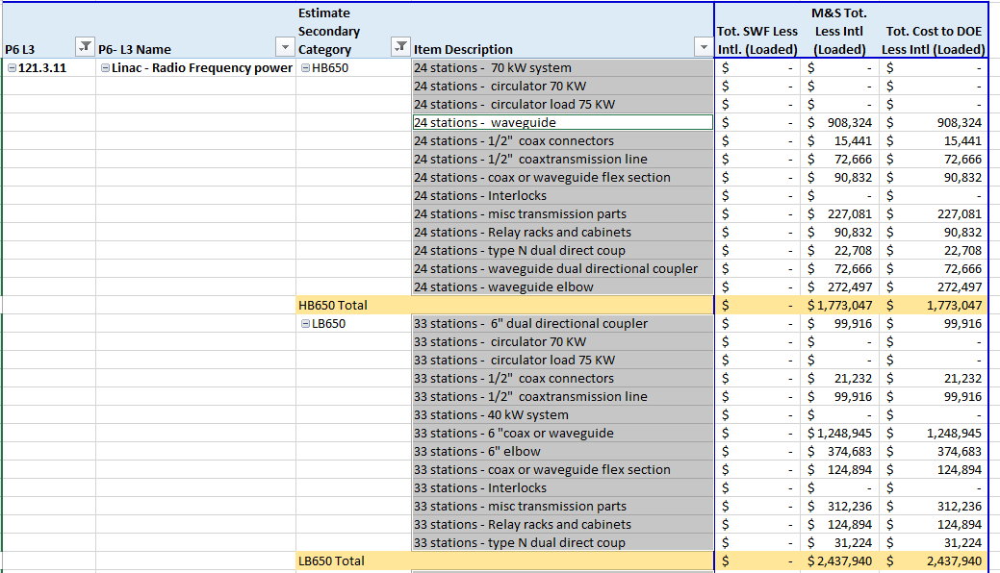 Estimate M&S Tot.
Secondary Tot. SWF Less Less Intl Tot. Cost to DOE
P6 L3 P6- L3 Name Category Item Description Intl. (Loaded) (Loaded) Less Intl (Loaded)
121.3.11 Linac - Radio Frequency power HB650 24 stations - 70 kW system $ - $ - $ -
24 stations - circulator 70 KW $ - $ - $ -
24 stations - circulator load 75 KW $ - $ - $ -
24 stations - waveguide $ - $ 908,324 $ 908,324
24 stations - 1/2" coax connectors $ - $ 15,441 $ 15,441
24 stations - 1/2" coaxtransmission line $ - $ 72,666 $ 72,666
24 stations - coax or waveguide flex section $ - $ 90,832 $ 90,832
24 stations - Interlocks $ - $ - $ -
24 stations - misc transmission parts $ - $ 227,081 $ 227,081
24 stations - Relay racks and cabinets $ - $ 90,832 $ 90,832
24 stations - type N dual direct coup $ - $ 22,708 $ 22,708
24 stations - waveguide dual directional coupler $ - $ 72,666 $ 72,666
24 stations - waveguide elbow $ - $ 272,497 $ 272,497
HB650 Total $ - $ 1,773,047 $ 1,773,047
LB650 33 stations - 6" dual directional coupler $ - $ 99,916 $ 99,916
33 stations - circulator 70 KW $ - $ - $ -
33 stations - circulator load 75 KW $ - $ - $ -
33 stations - 1/2" coax connectors $ - $ 21,232 $ 21,232
33 stations - 1/2" coaxtransmission line $ - $ 99,916 $ 99,916
33 stations - 40 kW system $ - $ - $ -
33 stations - 6 "coax or waveguide $ - $ 1,248,945 $ 1,248,945
33 stations - 6" elbow $ - $ 374,683 $ 374,683
33 stations - coax or waveguide flex section $ - $ 124,894 $ 124,894
33 stations - Interlocks $ - $ - $ -
33 stations - misc transmission parts $ - $ 312,236 $ 312,236
33 stations - Relay racks and cabinets $ - $ 124,894 $ 124,894
33 stations - type N dual direct coup $ - $ 31,224 $ 31,224
LB650 Total $ - $ 2,437,940 $ 2,437,940